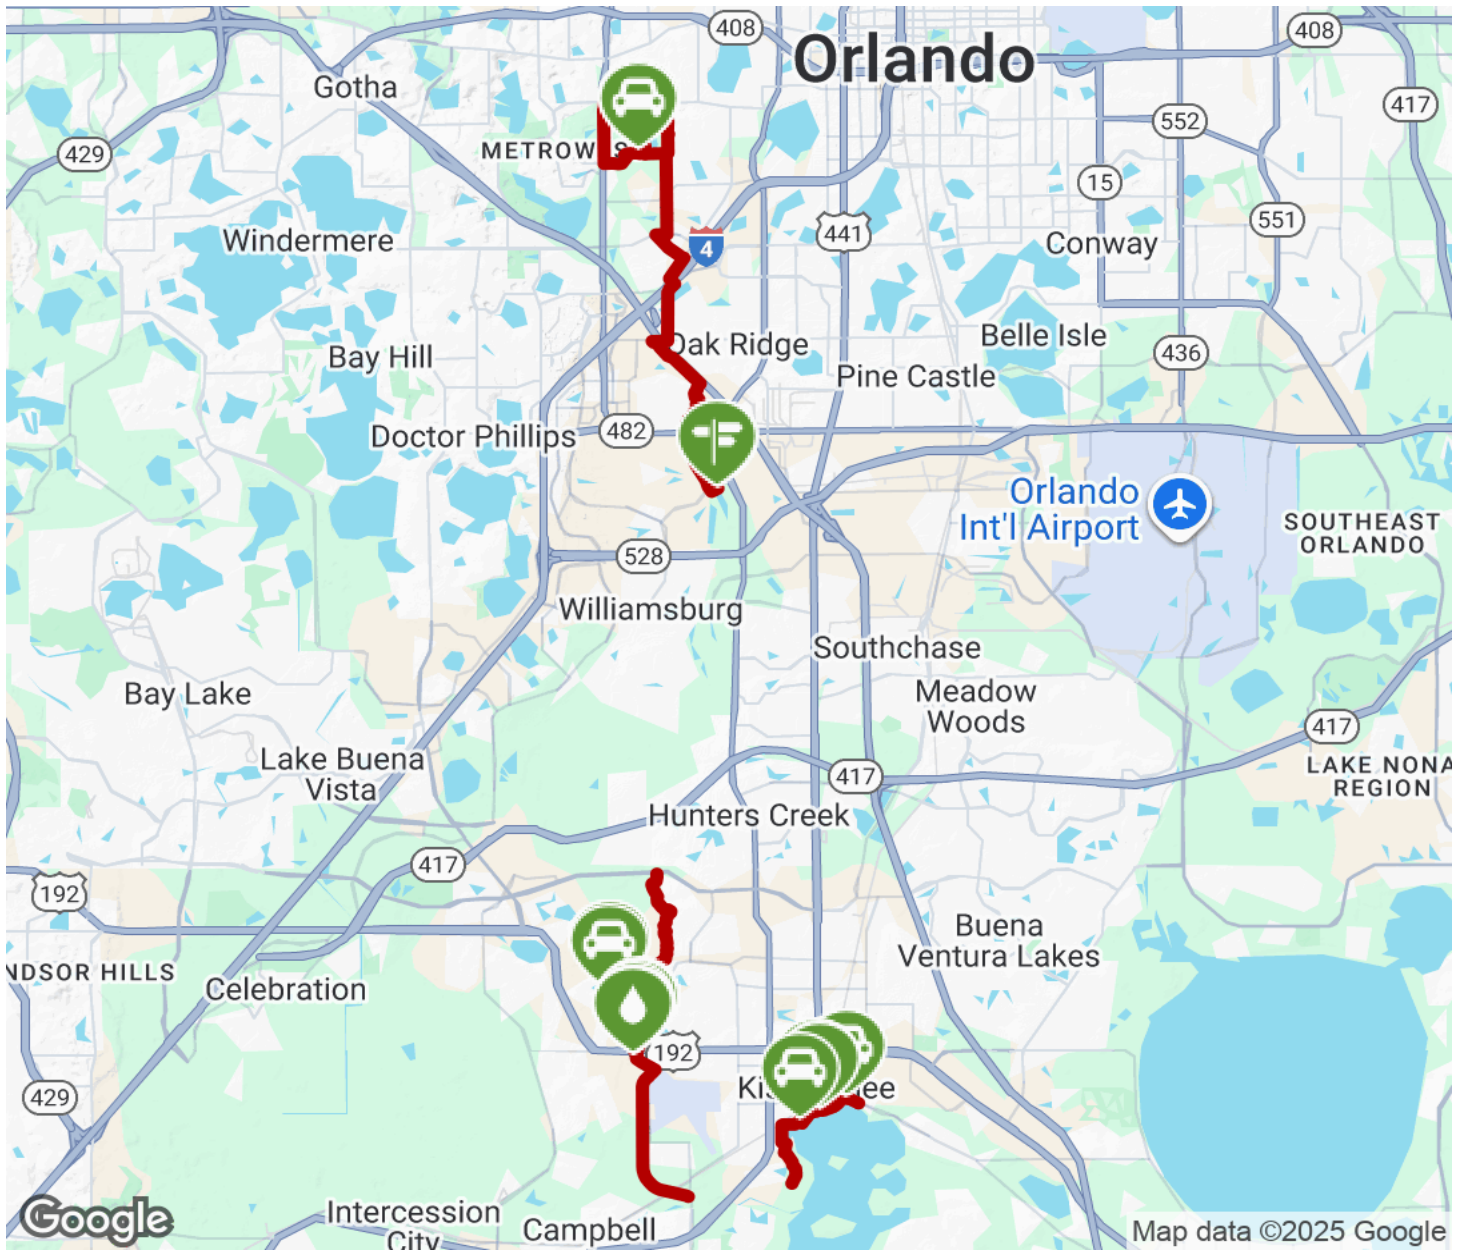 408
Orlando
408
Gotha
417
552
429
METROW
15
551
Windermere
4
441
Conway
Oak Ridge
Belle Isle
Bay Hill
436
Pine Castle
Doctor Phillips
482
Orlando
Int'l Airport
SOUTHEAST
ORLANDO
528
Williamsburg
Southchase
Bay Lake
Meadow
Woods
417
Lake Buena
Vista
417
LAKE NONA
REGION
Hunters Creek
417
192
Buena
Ventura Lakes
NDSOR HILLS
Celebration
192
Ki
ee
429
Intercession
City
Campbell
Google
Map data ©2025 Google